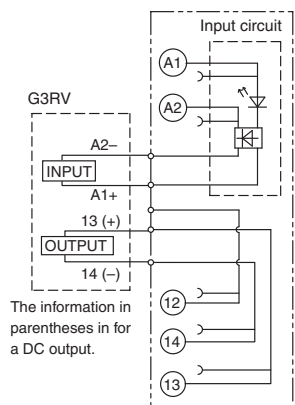 Input circuit
A1
A2
G3RV
A2–
INPUT
A1+
13 (+)
OUTPUT
14 (–)
The information in
parentheses in for
a DC output.
12
14
13